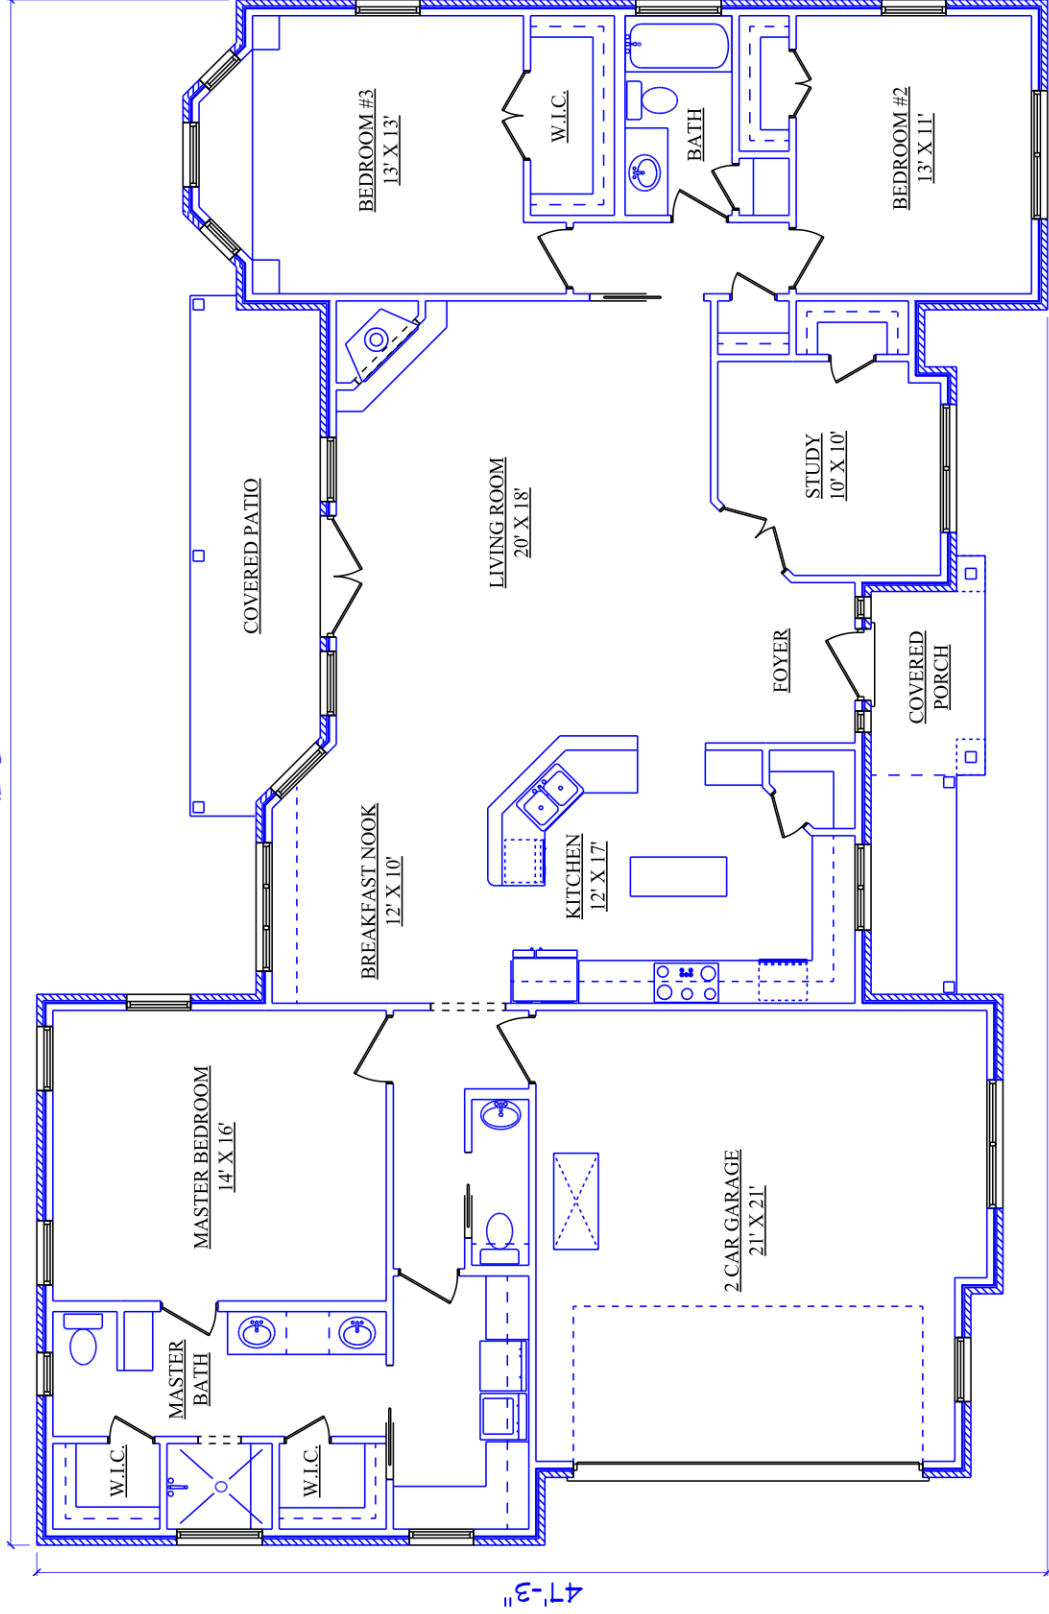 BEDROOM #3
13' X 13'
W.I.C.
BATH
BEDROOM #2
13' X 11'
COVERED PATIO
LIVING ROOM
20' X 18'
STUDY
10' X 10'
FOYER
COVERED
PORCH
BREAKFAST NOOK
12' X 10'
KITCHEN
12' X 17'
MASTER BEDROOM
14' X 16'
2 CAR GARAGE
21' X 21'
MASTER
BATH
W.I.C.
W.I.C.
47'-3"